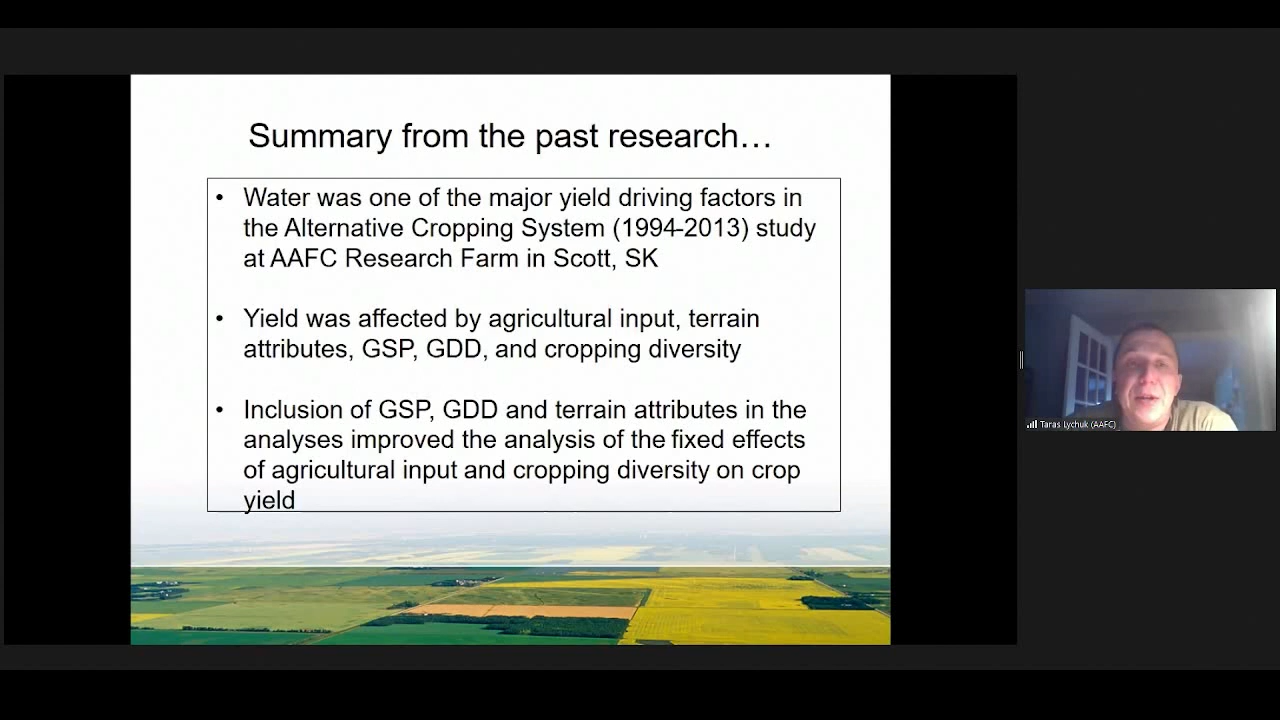 Summary from the past research…
• Water was one of the major yield driving factors in
the Alternative Cropping System (1994-2013) study
at AAFC Research Farm in Scott, SK
• Yield was affected by agricultural input, terrain
attributes, GSP, GDD, and cropping diversity
• Inclusion of GSP, GDD and terrain attributes in the
analyses improved the analysis of the fixed effects
of agricultural input and cropping diversity on crop
yield
Taras Lychuk (AAFC)